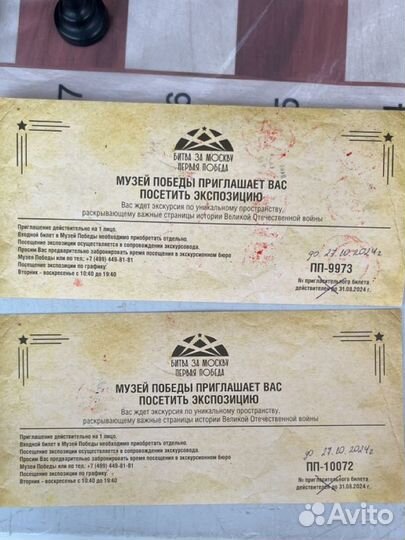 7
6
5
БИТВА ЗА МОСКВУ
ПЕРВАЯ ПОБЕДА
МУЗЕЙ ПОБЕДЫ ПРИГЛАШАЕТ ВАС
ПОСЕТИТЬ ЭКСПОЗИЦИЮ
Вас ждет экскурсия по уникальному пространству,
раскрывающему важные страницы истории Великой Отечественной войны
Приглашение действительно на 1 лицо.
Входной билет в Музей Победы необходимо приобретать отдельно.
Посещение экспозиции осуществляется в сопровождении экскурсовода.
Просим Вас предварительно забронировать время посещения в экскурсионном бюро
Музея Победы или по тел.: +7 (499) 449-81-81
Посещение экспозиции по графику:
Вторник - воскресенье с 10:40 до 19:40
до 27.10.2024г
ПП-9973
№ пригласительного билета
действителен до 31.08.2024 г.
БИТВА ЗА МОСКВУ
ПЕРВАЯ ПОБЕДА
МУЗЕЙ ПОБЕДЫ ПРИГЛАШАЕТ ВАС
ПОСЕТИТЬ ЭКСПОЗИЦИЮ
Вас ждет экскурсия по уникальному пространству,
раскрывающему важные страницы истории Великой Отечественной войны
Приглашение действительно на 1 лицо.
Входной билет в Музей Победы необходимо приобретать отдельно.
Посещение экспозиции осуществляется в сопровождении экскурсовода.
Просим Вас предварительно забронировать время посещения в экскурсионном бюро
Музея Победы или по тел.: +7 (499) 449-81-81
Посещение экспозиции по графику:
Вторник - воскресенье с 10:40 до 19:40
до 27.10.2024г
ПП-10072
№ пригласительного билета
действителен до 31.08.2024 г.
Avito